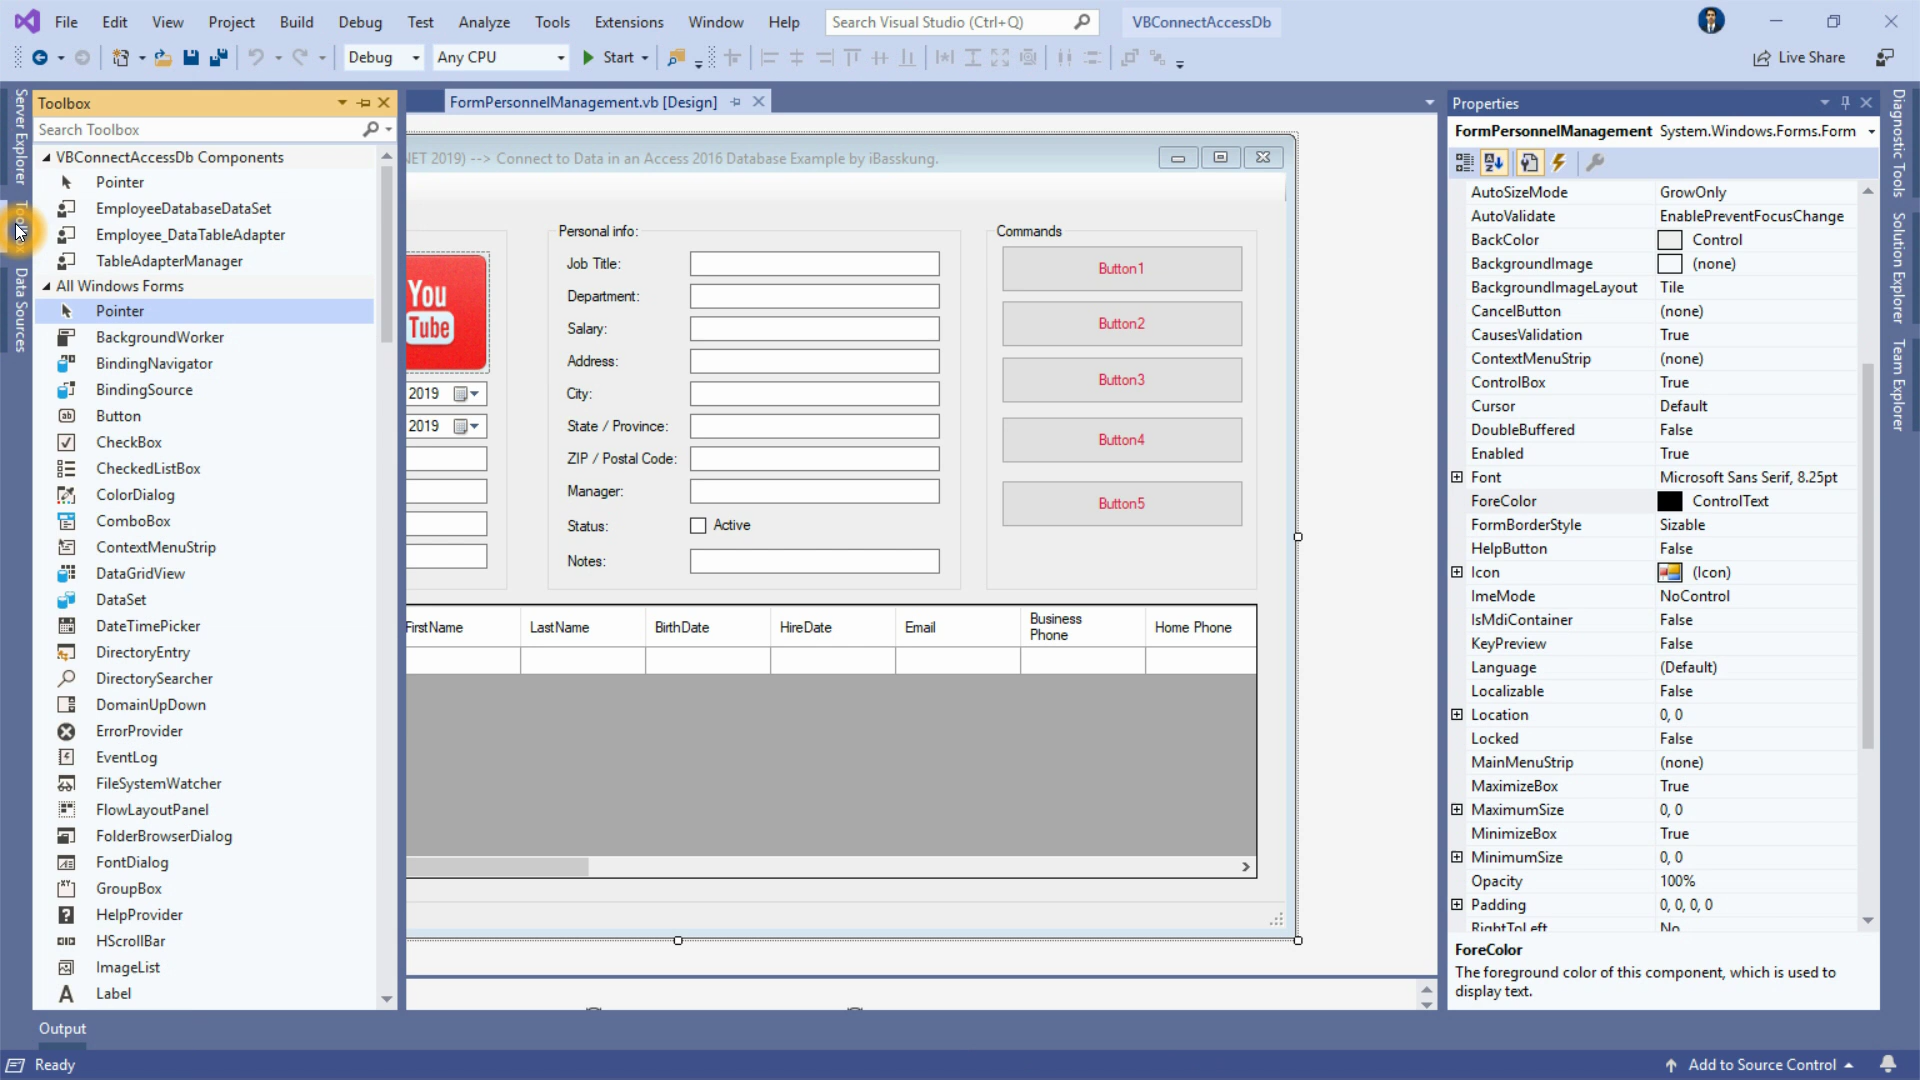 File Edit View Project Build Debug Test Analyze Tools Extensions Window Help Search Visual Studio (Ctrl+Q) VBConnectAccessDb
Debug Any CPU Start Live Share
Server Explorer
Toolbox
Data Sources
Toolbox
Search Toolbox
VBConnectAccessDb Components
Pointer
EmployeeDatabaseDataSet
Employee_DataTableAdapter
TableAdapterManager
All Windows Forms
Pointer
BackgroundWorker
BindingNavigator
BindingSource
Button
CheckBox
CheckedListBox
ColorDialog
ComboBox
ContextMenuStrip
DataGridView
DataSet
DateTimePicker
DirectoryEntry
DirectorySearcher
DomainUpDown
ErrorProvider
EventLog
FileSystemWatcher
FlowLayoutPanel
FolderBrowserDialog
FontDialog
GroupBox
HelpProvider
HScrollBar
ImageList
Label
FormPersonnelManagement.vb [Design]
NET 2019) --> Connect to Data in an Access 2016 Database Example by iBasskung.
You
Tube
2019
2019
Personal info:
Job Title:
Department:
Salary:
Address:
City:
State / Province:
ZIP / Postal Code:
Manager:
Status: Active
Notes:
Commands
Button1
Button2
Button3
Button4
Button5
FirstName LastName BirthDate HireDate Email Business Phone Home Phone
Properties
FormPersonnelManagement System.Windows.Forms.Form
AutoSizeMode GrowOnly
AutoValidate EnablePreventFocusChange
BackColor Control
BackgroundImage (none)
BackgroundImageLayout Tile
CancelButton (none)
CausesValidation True
ContextMenuStrip (none)
ControlBox True
Cursor Default
DoubleBuffered False
Enabled True
Font Microsoft Sans Serif, 8.25pt
ForeColor ControlText
FormBorderStyle Sizable
HelpButton False
Icon (Icon)
ImeMode NoControl
IsMdiContainer False
KeyPreview False
Language (Default)
Localizable False
Location 0, 0
Locked False
MainMenuStrip (none)
MaximizeBox True
MaximumSize 0, 0
MinimizeBox True
MinimumSize 0, 0
Opacity 100%
Padding 0, 0, 0, 0
RightToLeft No
ForeColor
The foreground color of this component, which is used to
display text.
Diagnostic Tools
Solution Explorer
Team Explorer
Output
Ready
Add to Source Control